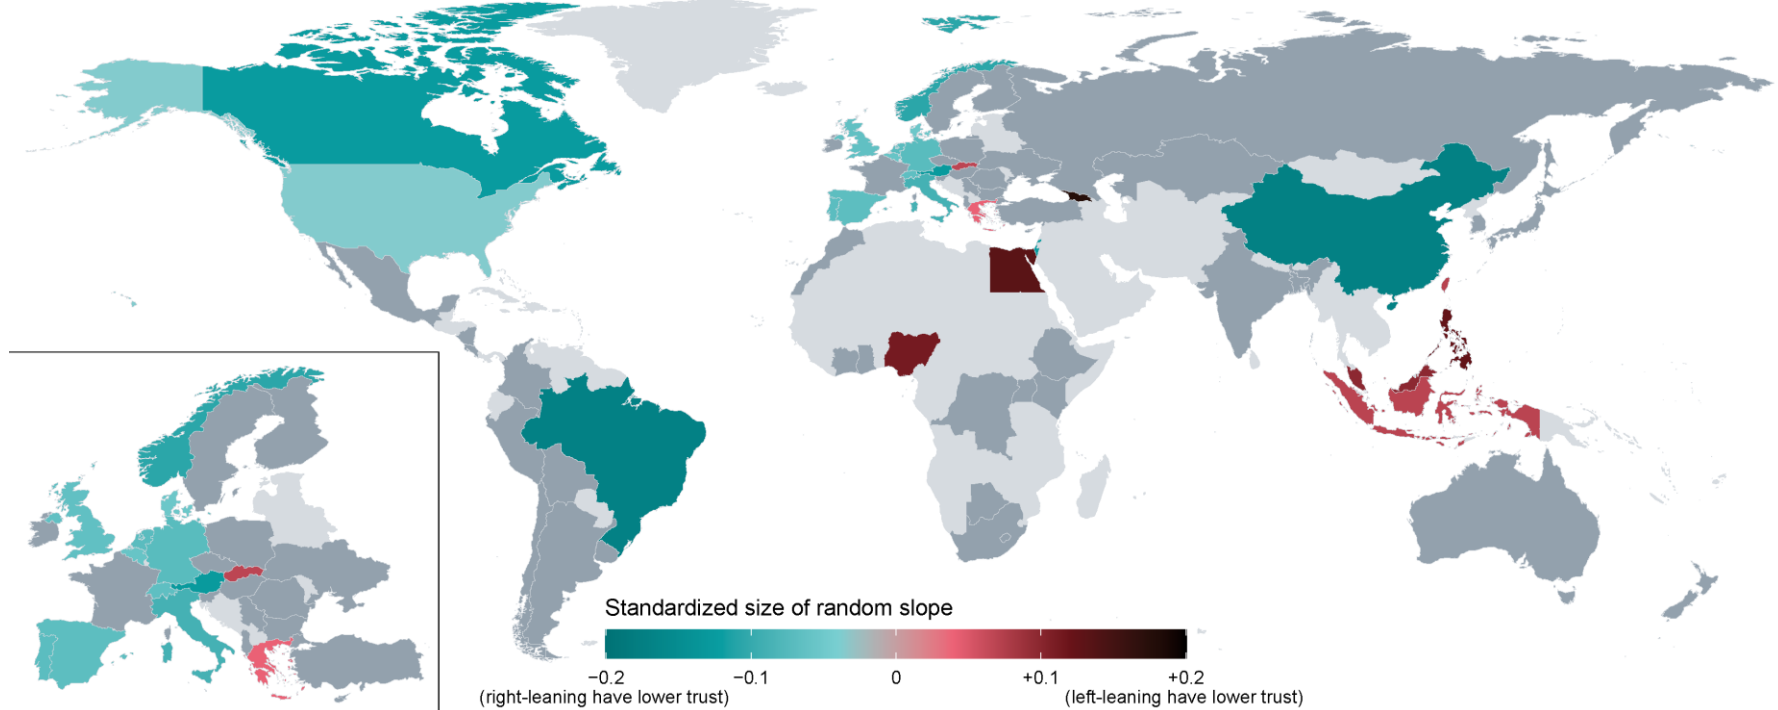 Standardized size of random slope
−0.2 −0.1 0 +0.1 +0.2
(right-leaning have lower trust) (left-leaning have lower trust)